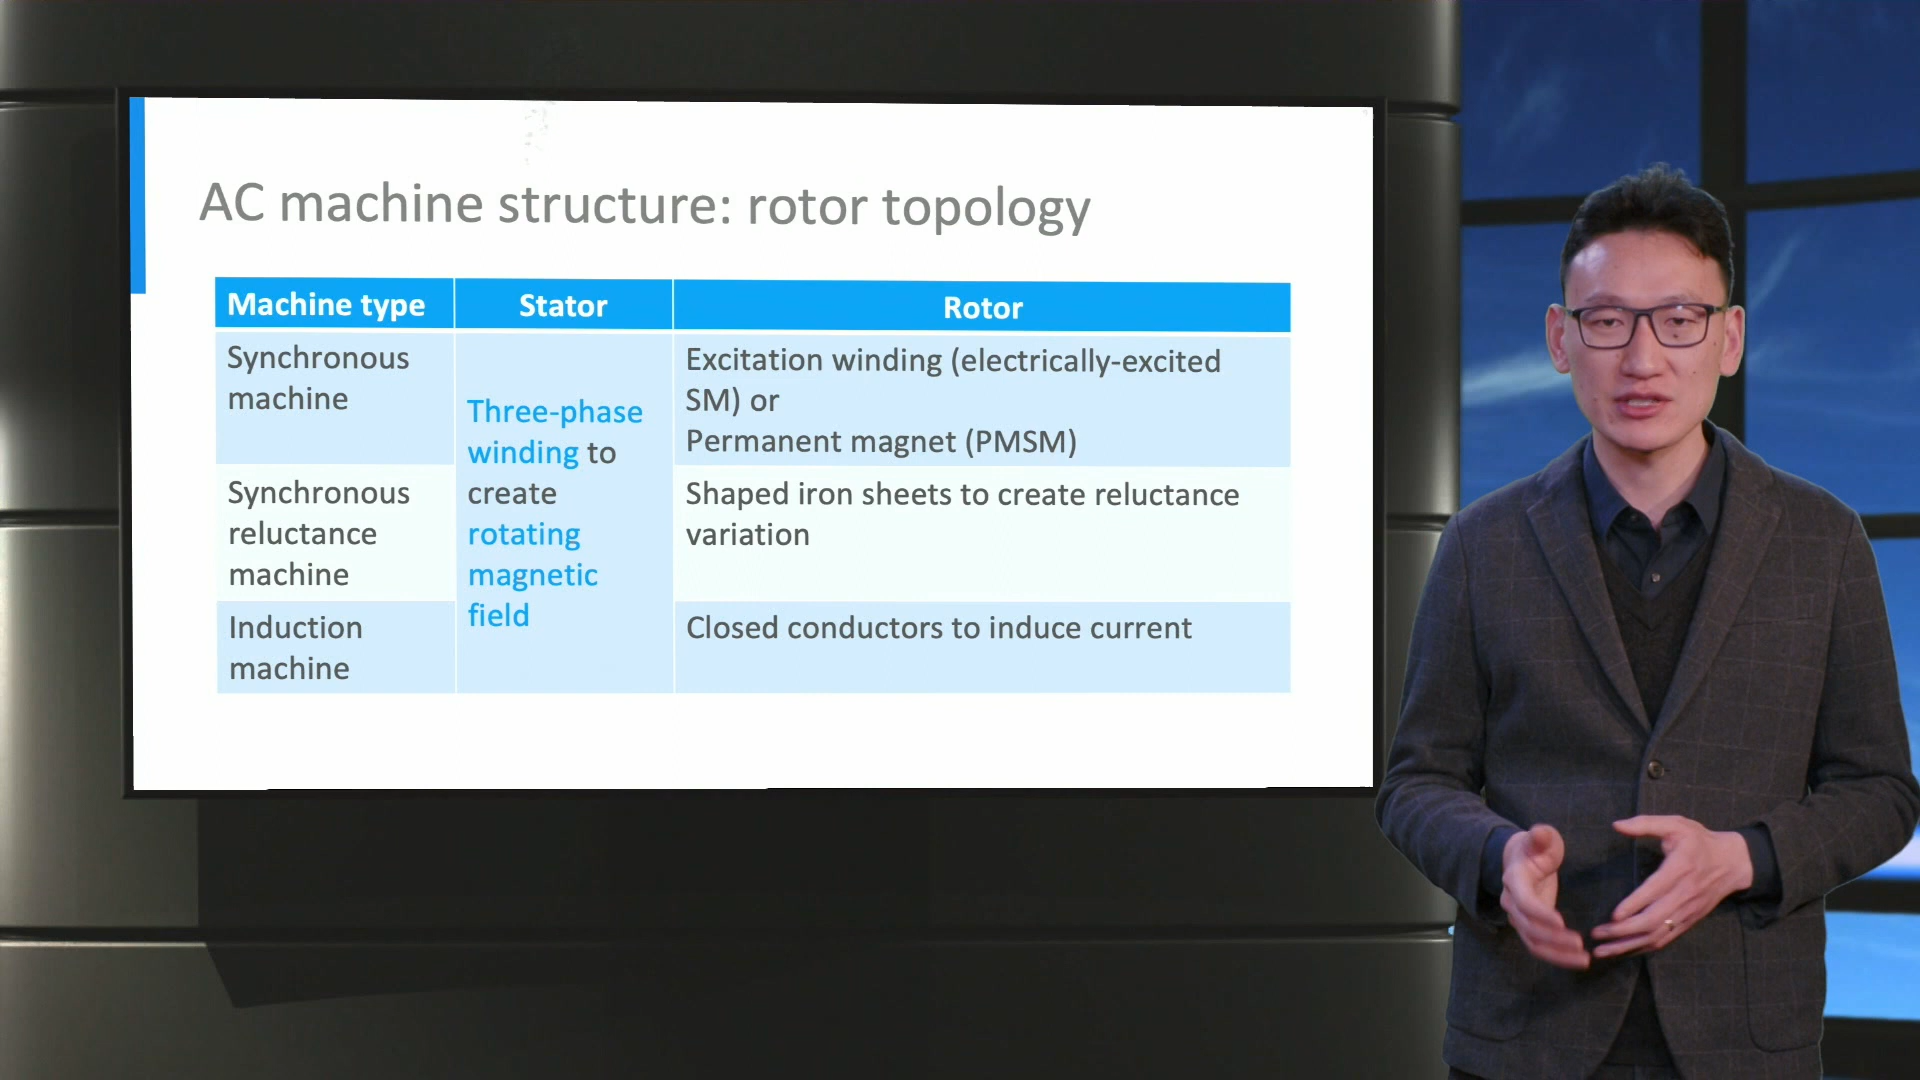 AC machine structure: rotor topology
Machine type
Stator
Rotor
Synchronous
machine
Three-phase
winding to
create
rotating
magnetic
field
Excitation winding (electrically-excited
SM) or
Permanent magnet (PMSM)
Synchronous
reluctance
machine
Shaped iron sheets to create reluctance
variation
Induction
machine
Closed conductors to induce current